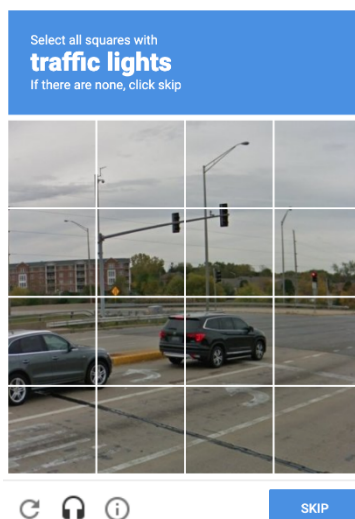 Select all squares with
traffic lights
If there are none, click skip
SKIP